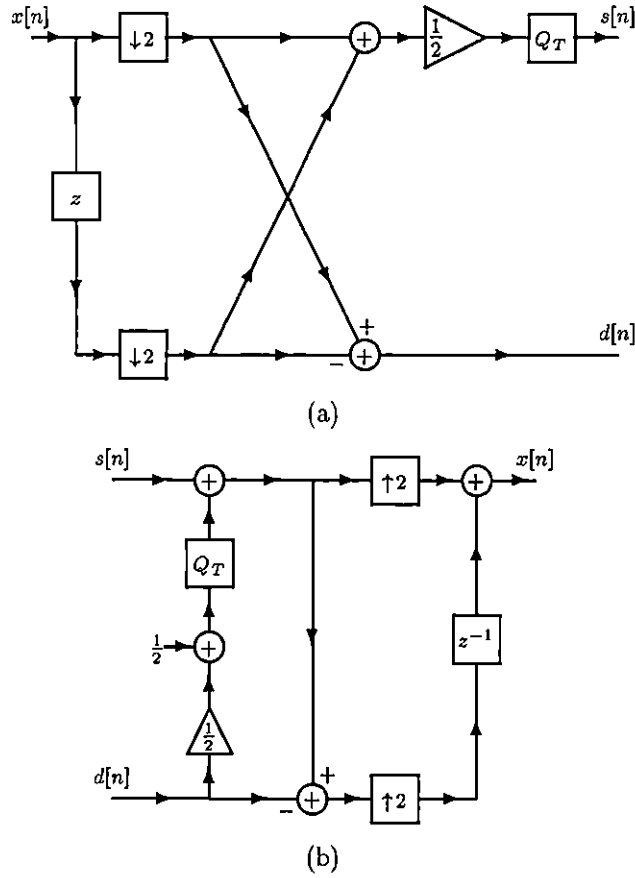 x[n] ↓2 + 1/2 Q_T s[n]
z
+
↓2 − + d[n]
(a)
s[n] + ↑2 + x[n]
Q_T
1/2 + z^{-1}
1/2
d[n] − + + ↑2
(b)